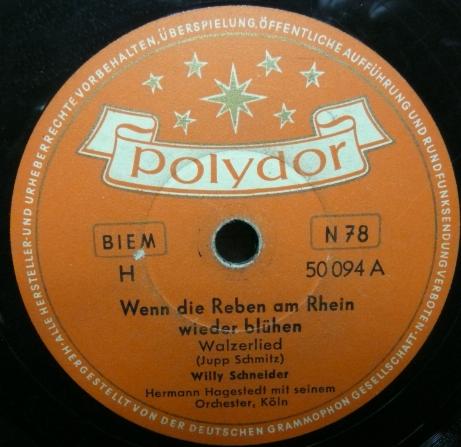 ALLE HERSTELLER- UND URHEBERRECHTE VORBEHALTEN, ÜBERSPIELUNG, ÖFFENTLICHE AUFFÜHRUNG UND RUNDFUNKSENDUNG VERBOTEN.
polydor
BIEM
N 78
H
50 094 A
Wenn die Reben am Rhein
wieder blühen
Walzerlied
(Jupp Schmitz)
Willy Schneider
Hermann Hagestedt mit seinem
Orchester, Köln
HERGESTELLT VON DER DEUTSCHEN GRAMMOPHON GESELLSCHAFT